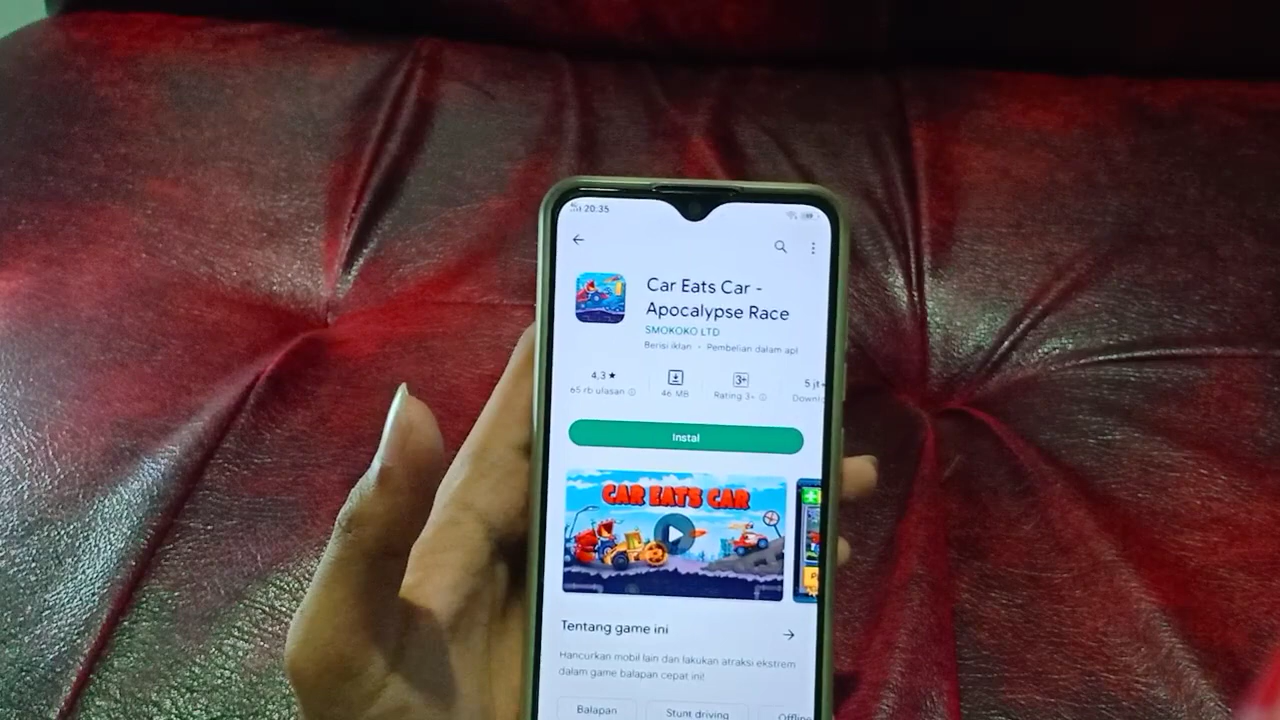 20:35
Car Eats Car -
Apocalypse Race
SMOKOKO LTD
Berisi iklan • Pembelian dalam apl
4,3★
65 rb ulasan
46 MB
3+
Rating 3+
5 jt+
Instal
CAR EATS CAR
Tentang game ini
Hancurkan mobil lain dan lakukan atraksi ekstrem
dalam game balapan cepat ini!
Balapan
Stunt driving
Offline